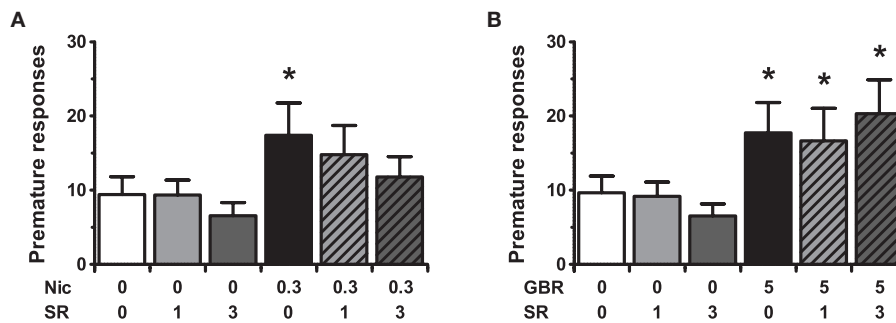 A
Premature responses
30
20
10
0
*
Nic 0 0 0 0.3 0.3 0.3
SR 0 1 3 0 1 3
B
Premature responses
30
20
10
0
* * *
GBR 0 0 0 5 5 5
SR 0 1 3 0 1 3